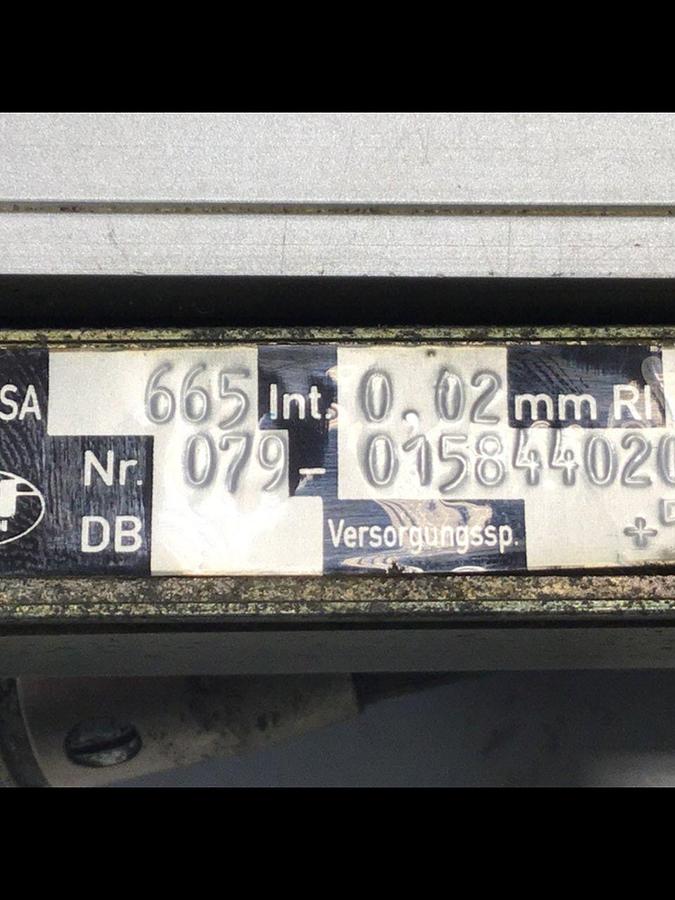 SA 665 Int. 0,02 mm RI
Nr. 079- 015844020
DB Versorgungssp. +